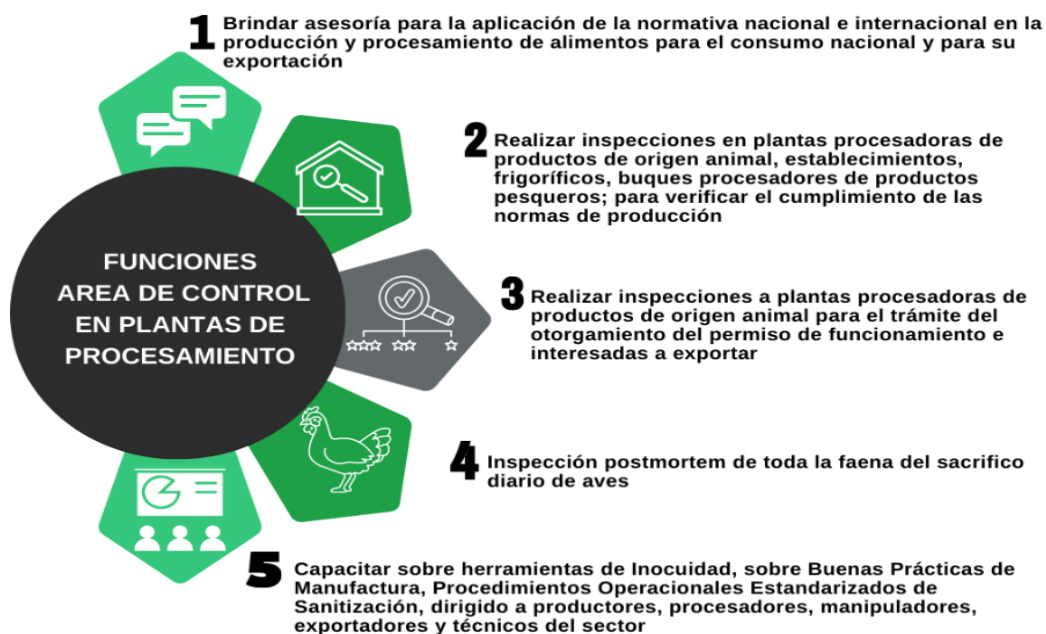 1 Brindar asesoría para la aplicación de la normativa nacional e internacional en la
producción y procesamiento de alimentos para el consumo nacional y para su
exportación
2 Realizar inspecciones en plantas procesadoras de
productos de origen animal, establecimientos,
frigoríficos, buques procesadores de productos
pesqueros; para verificar el cumplimiento de las
normas de producción
FUNCIONES
AREA DE CONTROL
EN PLANTAS DE
PROCESAMIENTO
3 Realizar inspecciones a plantas procesadoras de
productos de origen animal para el trámite del
otorgamiento del permiso de funcionamiento e
interesadas a exportar
4 Inspección postmortem de toda la faena del sacrifico
diario de aves
5 Capacitar sobre herramientas de Inocuidad, sobre Buenas Prácticas de
Manufactura, Procedimientos Operacionales Estandarizados de
Sanitización, dirigido a productores, procesadores, manipuladores,
exportadores y técnicos del sector